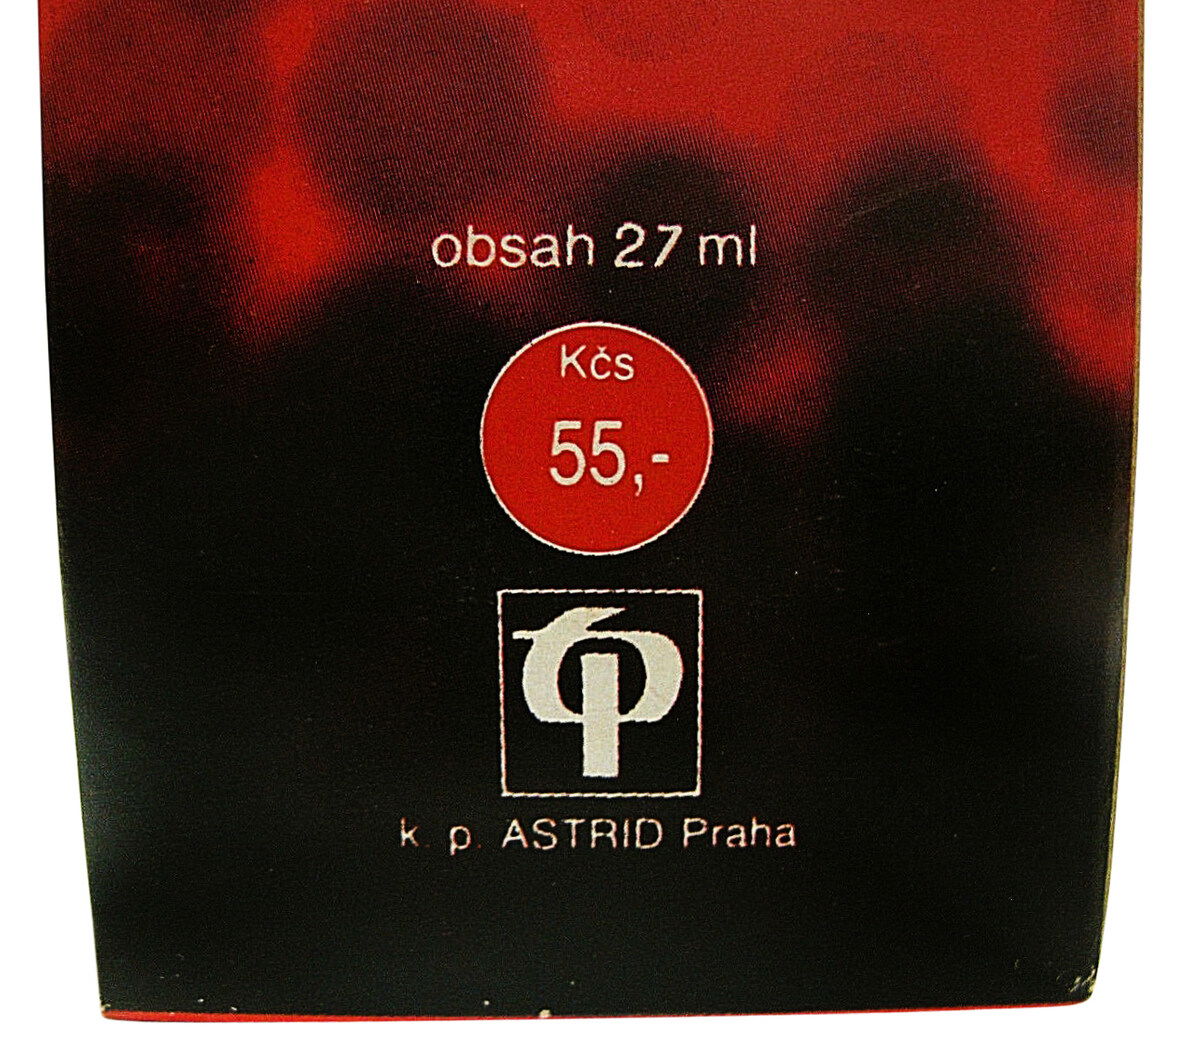 obsah 27 ml
Kčs
55,-
k. p. ASTRID Praha